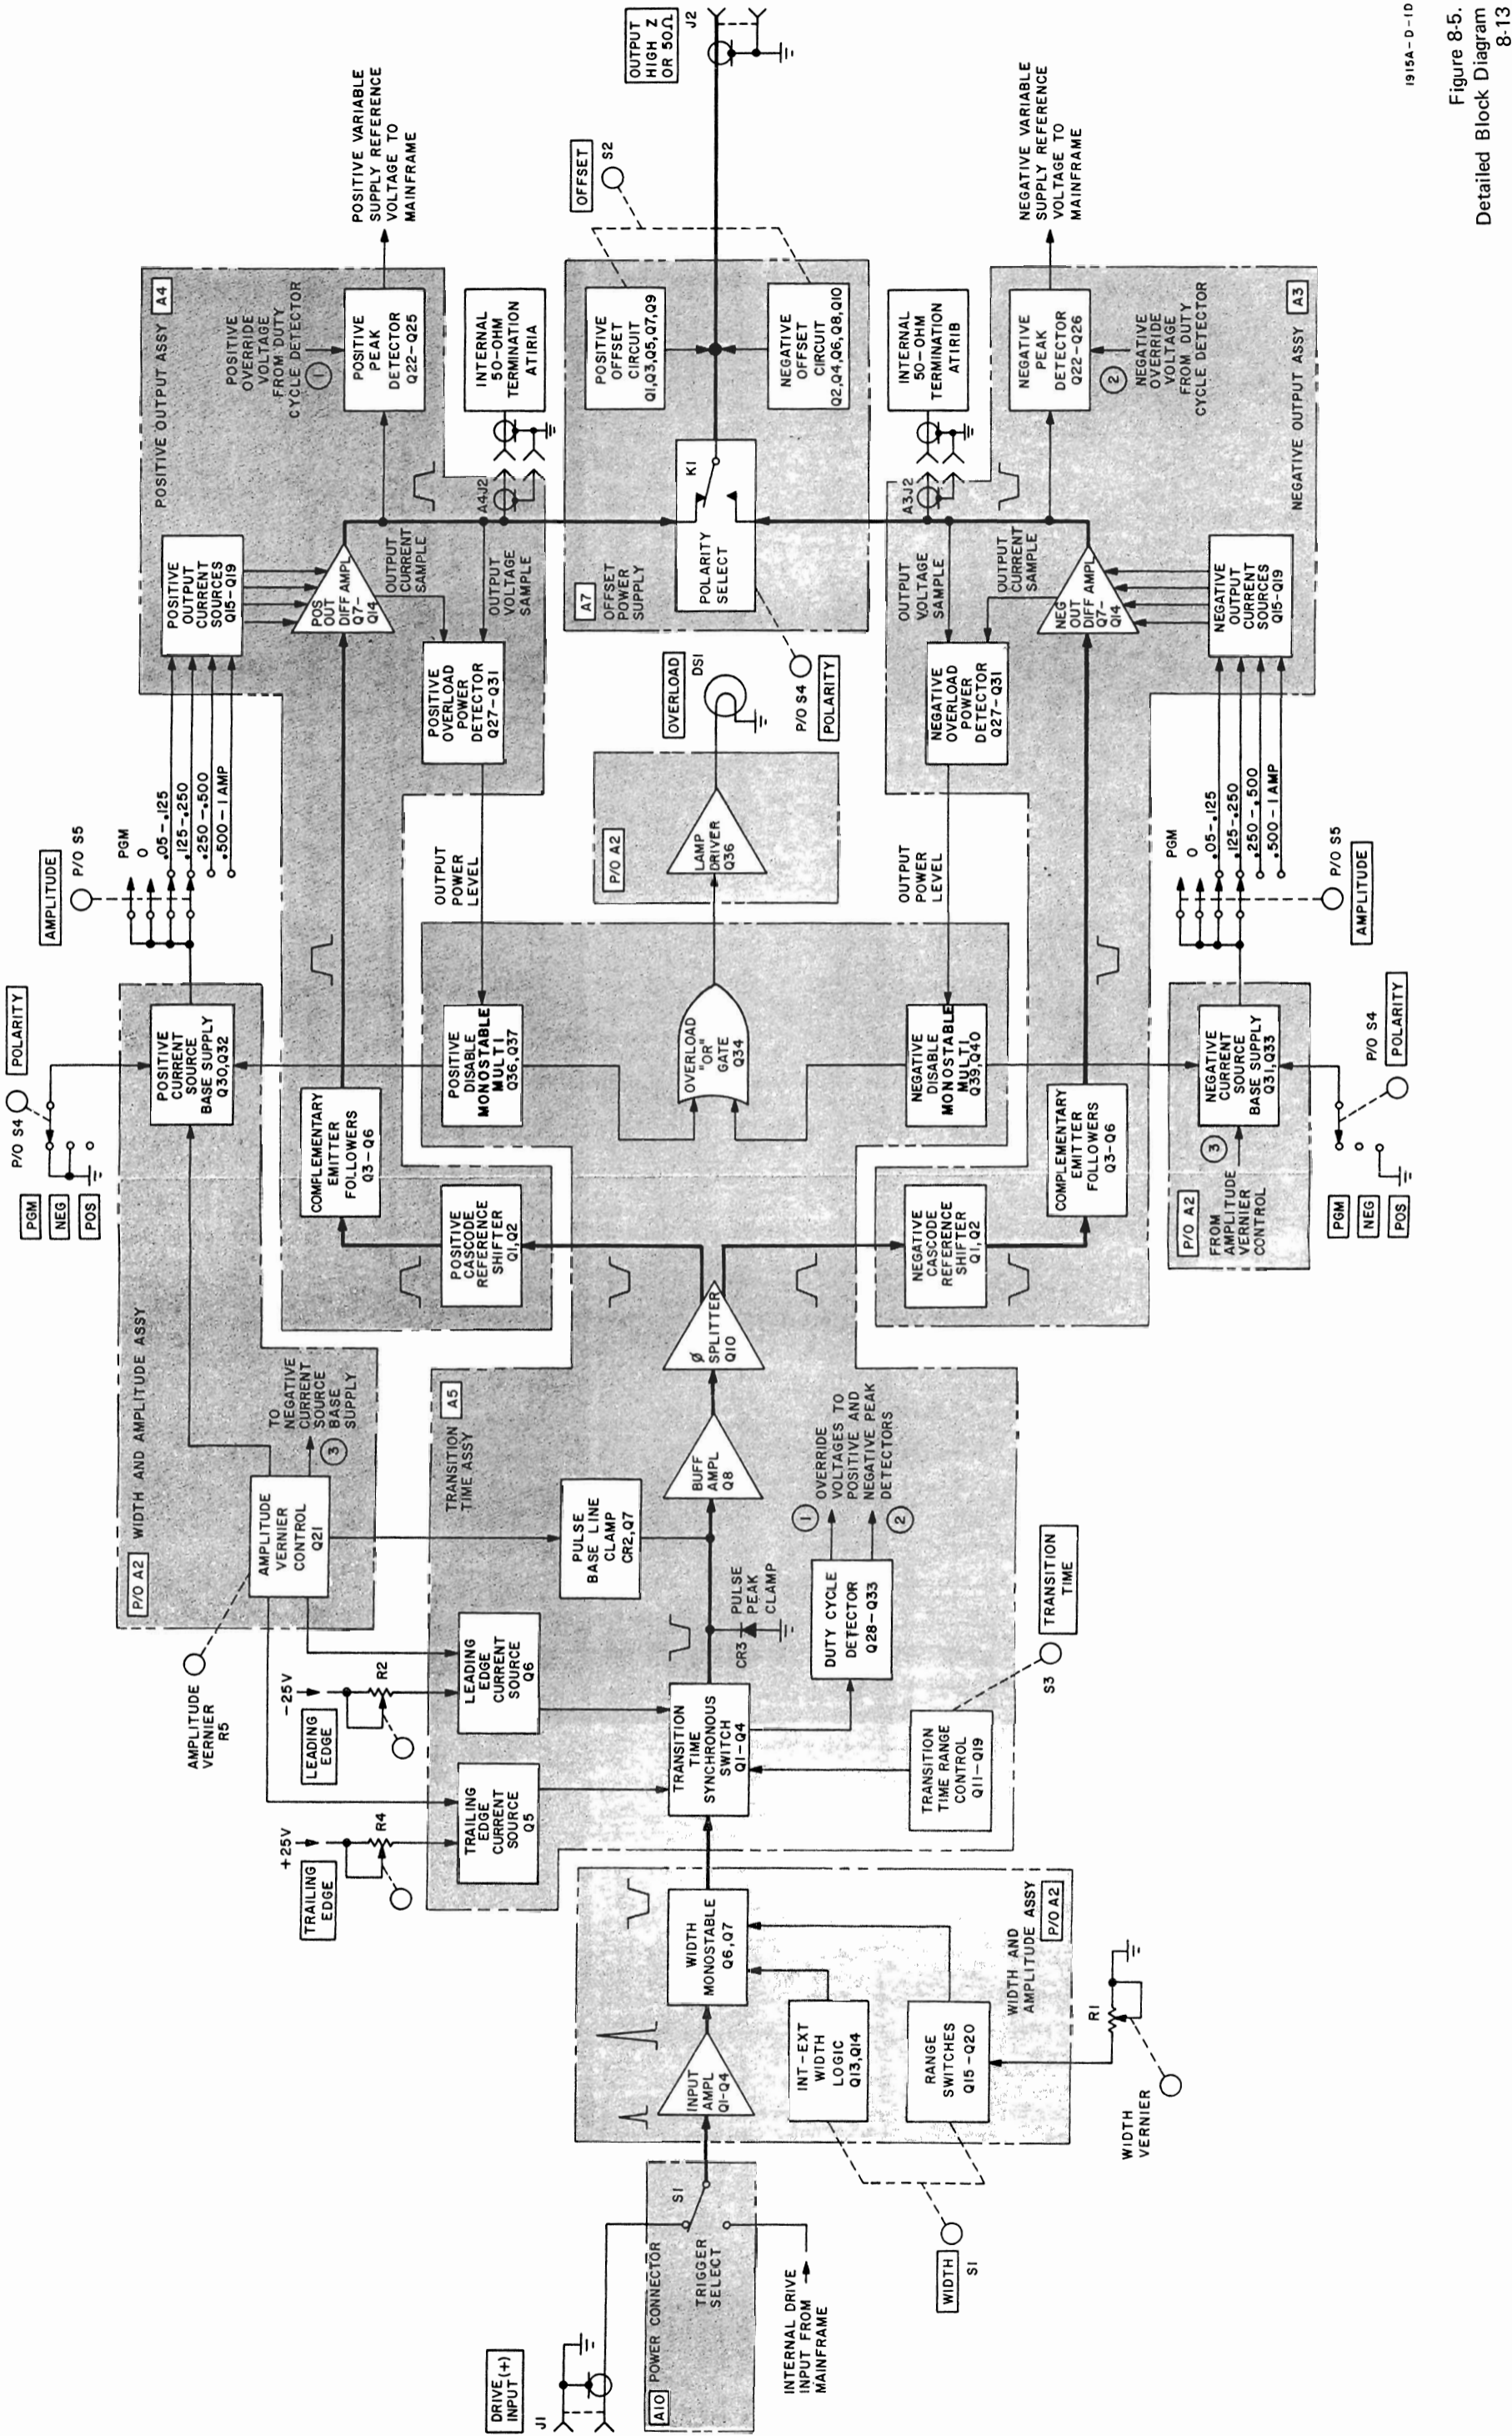 OUTPUT
HIGH Z
OR 50Ω
J2
1915A-D-1D
Figure 8-5.
Detailed Block Diagram
8-13
POSITIVE VARIABLE
SUPPLY REFERENCE
VOLTAGE TO
MAINFRAME
OFFSET
S2
NEGATIVE VARIABLE
SUPPLY REFERENCE
VOLTAGE TO
MAINFRAME
POSITIVE OUTPUT ASSY
A4
POSITIVE
OVERRIDE
VOLTAGE
FROM DUTY
CYCLE DETECTOR
1
POSITIVE
PEAK
DETECTOR
Q22-Q25
INTERNAL
50-OHM
TERMINATION
AT1R1A
POSITIVE
OFFSET
CIRCUIT
Q1,Q3,Q5,Q7,Q9
NEGATIVE
OFFSET
CIRCUIT
Q2,Q4,Q6,Q8,Q10
INTERNAL
50-OHM
TERMINATION
AT1R1B
NEGATIVE
PEAK
DETECTOR
Q22-Q26
2
NEGATIVE
OVERRIDE
VOLTAGE
FROM DUTY
CYCLE DETECTOR
A3
NEGATIVE OUTPUT ASSY
POSITIVE
OUTPUT
CURRENT
SOURCES
Q15-Q19
POS
OUT
DIFF AMPL
Q7-
Q14
OUTPUT
CURRENT
SAMPLE
A4J2
OUTPUT
VOLTAGE
SAMPLE
A7
OFFSET
POWER
SUPPLY
K1
POLARITY
SELECT
A3J2
OUTPUT
VOLTAGE
SAMPLE
OUTPUT
CURRENT
SAMPLE
NEG
OUT
DIFF AMPL
Q7-
Q14
NEGATIVE
OUTPUT
CURRENT
SOURCES
Q15-Q19
POSITIVE
OVERLOAD
POWER
DETECTOR
Q27-Q31
OVERLOAD
DS1
P/O S4
POLARITY
NEGATIVE
OVERLOAD
POWER
DETECTOR
Q27-Q31
AMPLITUDE
P/O S5
PGM
0
.05-.125
.125-.250
.250-.500
.500-1 AMP
OUTPUT
POWER
LEVEL
P/O A2
LAMP
DRIVER
Q36
OUTPUT
POWER
LEVEL
PGM
0
.05-.125
.125-.250
.250-.500
.500-1 AMP
P/O S5
AMPLITUDE
POLARITY
P/O S4
PGM
NEG
POS
POSITIVE
CURRENT
SOURCE
BASE SUPPLY
Q30,Q32
COMPLEMENTARY
EMITTER
FOLLOWERS
Q3-Q6
POSITIVE
DISABLE
MONOSTABLE
MULTI
Q36,Q37
OVERLOAD
"OR"
GATE
Q34
NEGATIVE
DISABLE
MONOSTABLE
MULTI
Q39,Q40
COMPLEMENTARY
EMITTER
FOLLOWERS
Q3-Q6
NEGATIVE
CURRENT
SOURCE
BASE SUPPLY
Q31,Q33
3
P/O A2
FROM
AMPLITUDE
VERNIER
CONTROL
P/O S4
POLARITY
PGM
NEG
POS
POSITIVE
CASCODE
REFERENCE
SHIFTER
Q1,Q2
NEGATIVE
CASCODE
REFERENCE
SHIFTER
Q1,Q2
P/O A2
WIDTH AND AMPLITUDE ASSY
TO
NEGATIVE
CURRENT
SOURCE
BASE
SUPPLY
3
AMPLITUDE
VERNIER
CONTROL
Q21
A5
TRANSITION
TIME ASSY
Ø
SPLITTER
Q10
BUFF
AMPL
Q8
PULSE
BASE LINE
CLAMP
CR2,Q7
1
OVERRIDE
VOLTAGES TO
POSITIVE AND
NEGATIVE PEAK
DETECTORS
2
CR3
PULSE
PEAK
CLAMP
DUTY CYCLE
DETECTOR
Q28-Q33
AMPLITUDE
VERNIER
R5
-25V
R2
LEADING
EDGE
LEADING
EDGE
CURRENT
SOURCE
Q6
+25V
R4
TRAILING
EDGE
TRAILING
EDGE
CURRENT
SOURCE
Q5
TRANSITION
TIME
SYNCHRONOUS
SWITCH
Q1-Q4
TRANSITION
TIME RANGE
CONTROL
Q11-Q19
S3
TRANSITION
TIME
WIDTH
MONOSTABLE
Q6,Q7
WIDTH AND
AMPLITUDE ASSY
P/O A2
INPUT
AMPL
Q1-Q4
INT-EXT
WIDTH
LOGIC
Q13,Q14
RANGE
SWITCHES
Q15-Q20
R1
WIDTH
VERNIER
WIDTH
S1
DRIVE
INPUT(+)
J1
A10
POWER CONNECTOR
S1
TRIGGER
SELECT
INTERNAL DRIVE
INPUT FROM
MAINFRAME